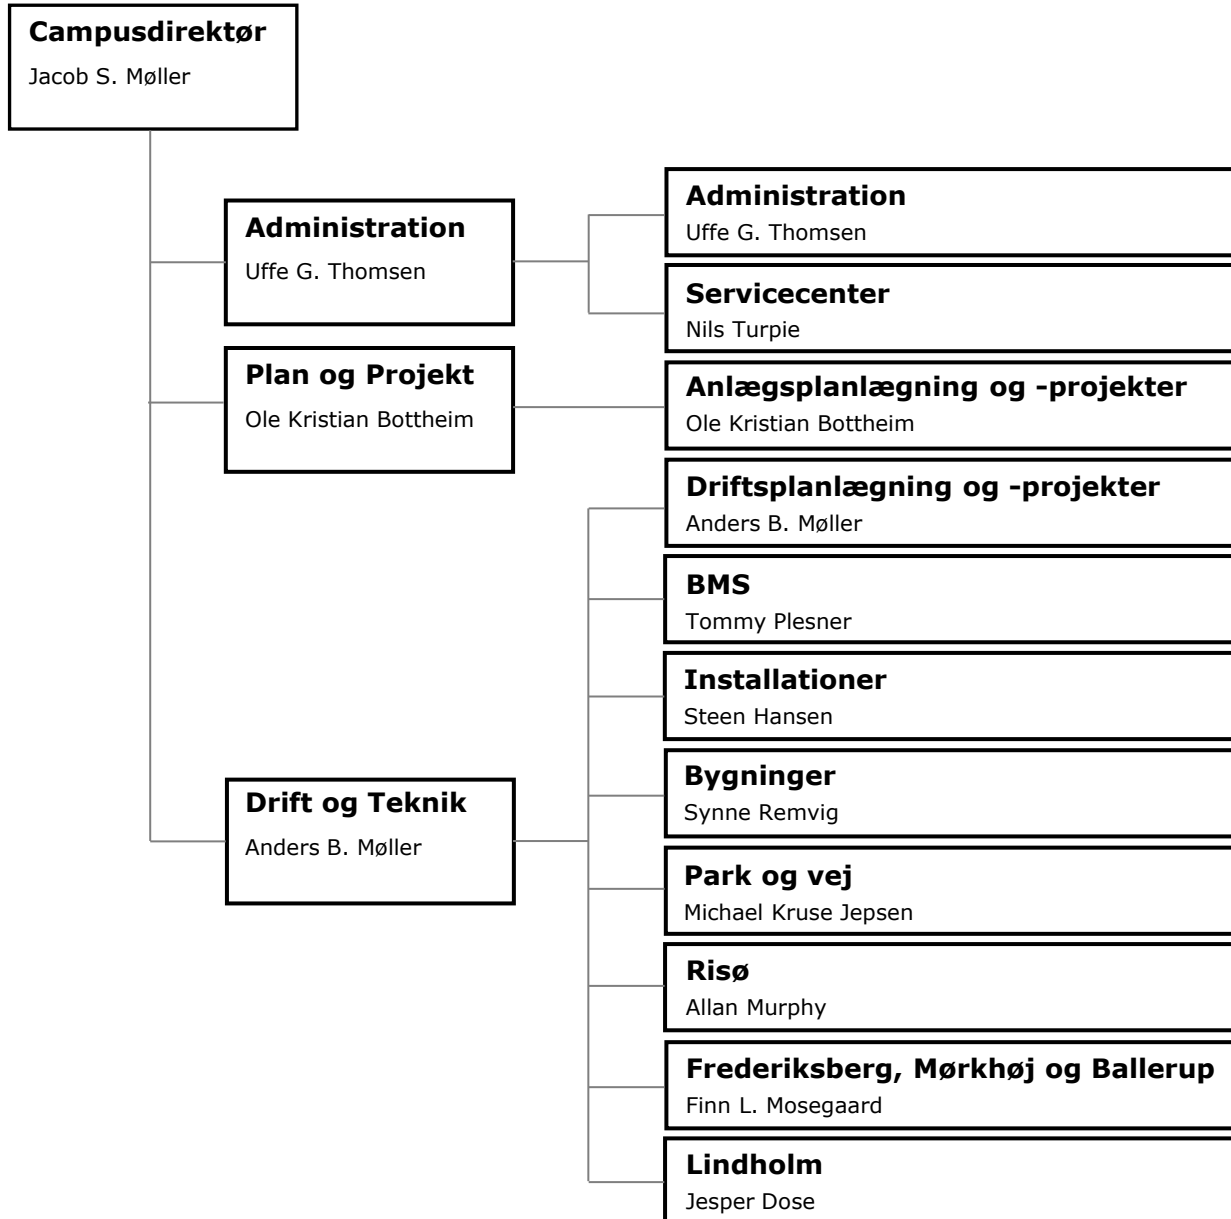 Campusdirektør
Jacob S. Møller
Administration
Uffe G. Thomsen
Plan og Projekt
Ole Kristian Bottheim
Drift og Teknik
Anders B. Møller
Administration
Uffe G. Thomsen
Servicecenter
Nils Turpie
Anlægsplanlægning og -projekter
Ole Kristian Bottheim
Driftsplanlægning og -projekter
Anders B. Møller
BMS
Tommy Plesner
Installationer
Steen Hansen
Bygninger
Synne Remvig
Park og vej
Michael Kruse Jepsen
Risø
Allan Murphy
Frederiksberg, Mørkhøj og Ballerup
Finn L. Mosegaard
Lindholm
Jesper Dose